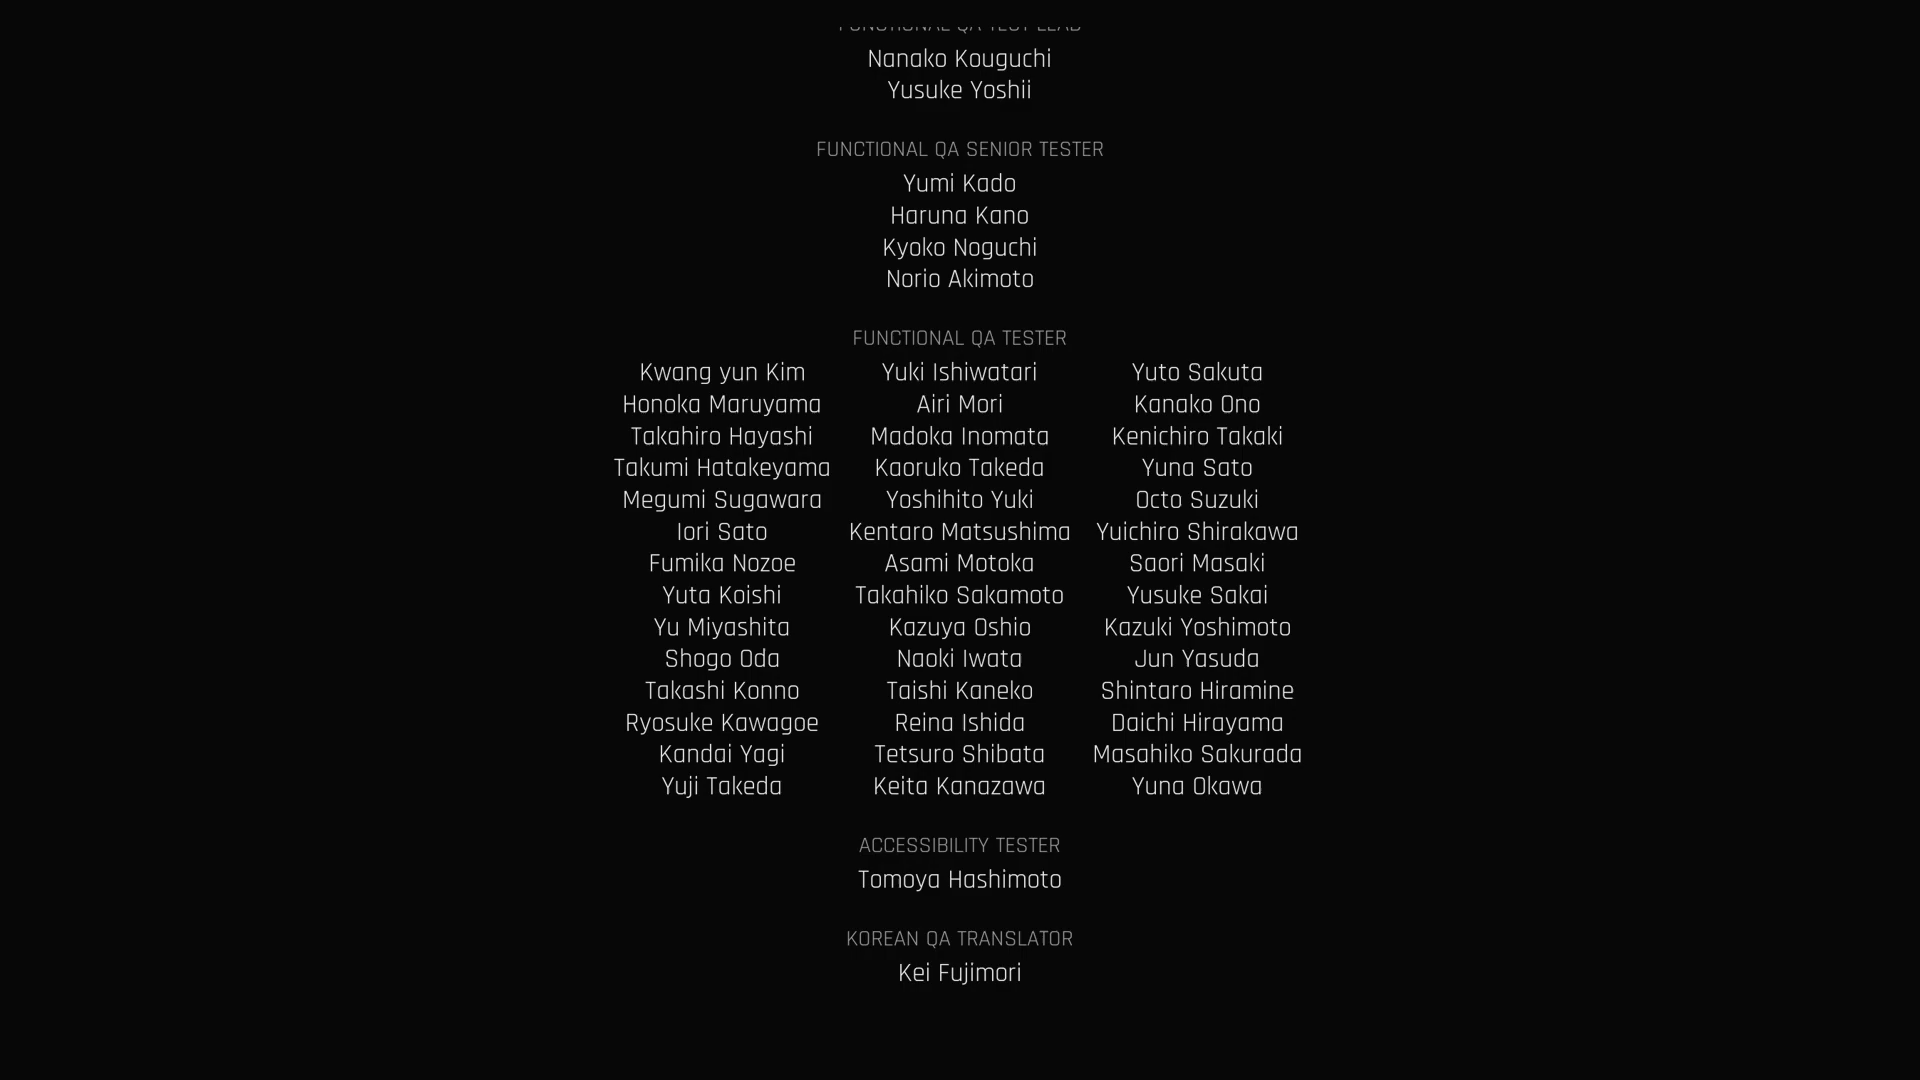 FUNCTIONAL QA TEST LEAD
Nanako Kouguchi
Yusuke Yoshii
FUNCTIONAL QA SENIOR TESTER
Yumi Kado
Haruna Kano
Kyoko Noguchi
Norio Akimoto
FUNCTIONAL QA TESTER
Kwang yun Kim Yuki Ishiwatari Yuto Sakuta
Honoka Maruyama Airi Mori Kanako Ono
Takahiro Hayashi Madoka Inomata Kenichiro Takaki
Takumi Hatakeyama Kaoruko Takeda Yuna Sato
Megumi Sugawara Yoshihito Yuki Octo Suzuki
Iori Sato Kentaro Matsushima Yuichiro Shirakawa
Fumika Nozoe Asami Motoka Saori Masaki
Yuta Koishi Takahiko Sakamoto Yusuke Sakai
Yu Miyashita Kazuya Oshio Kazuki Yoshimoto
Shogo Oda Naoki Iwata Jun Yasuda
Takashi Konno Taishi Kaneko Shintaro Hiramine
Ryosuke Kawagoe Reina Ishida Daichi Hirayama
Kandai Yagi Tetsuro Shibata Masahiko Sakurada
Yuji Takeda Keita Kanazawa Yuna Okawa
ACCESSIBILITY TESTER
Tomoya Hashimoto
KOREAN QA TRANSLATOR
Kei Fujimori